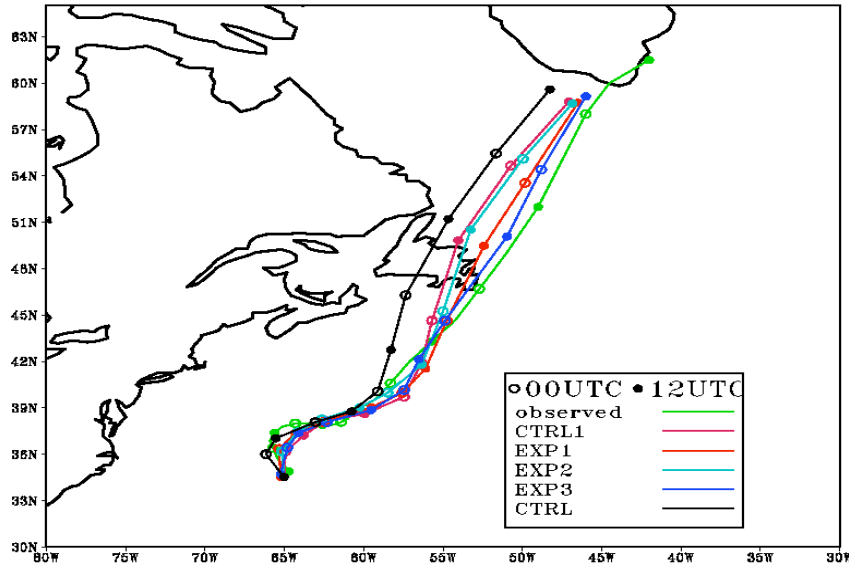 63N
60N
57N
54N
51N
48N
45N
42N
39N
36N
33N
30N
80W 75W 70W 65W 60W 55W 50W 45W 40W 35W 30W
00UTC 12UTC
observed
CTRL1
EXP1
EXP2
EXP3
CTRL